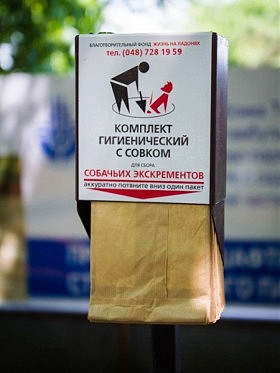 БЛАГОТВОРИТЕЛЬНЫЙ ФОНД ЖИЗНЬ НА ЛАДОНЯХ
тел. (048) 728 19 59
КОМПЛЕКТ
ГИГИЕНИЧЕСКИЙ
С СОВКОМ
ДЛЯ СБОРА
СОБАЧЬИХ ЭКСКРЕМЕНТОВ
аккуратно потяните вниз один пакет